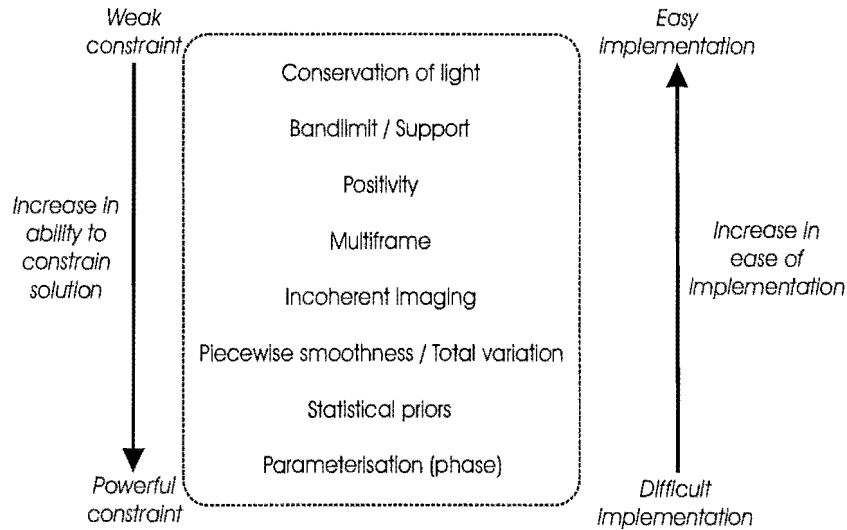 Weak
constraint
Increase in
ability to
constrain
solution
Powerful
constraint
Conservation of light
Bandlimit / Support
Positivity
Multiframe
Incoherent Imaging
Piecewise smoothness / Total variation
Statistical priors
Parameterisation (phase)
Easy
implementation
Increase in
ease of
implementation
Difficult
implementation